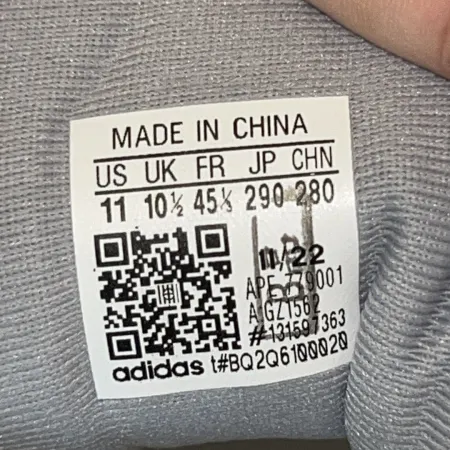 MADE IN CHINA
US UK FR JP CHN
11 10½ 45⅓ 290 280
11/22
APE 779001
GZ1562
#131597363
adidas t#BQ2Q6100020